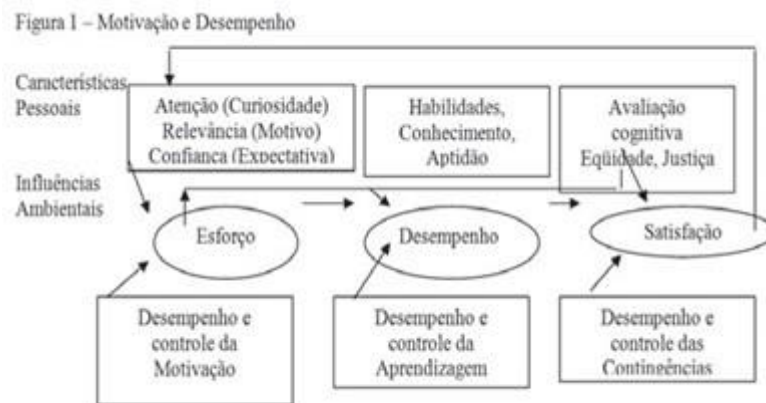 Figura 1 – Motivação e Desempenho
Características
Pessoais
Atenção (Curiosidade)
Relevância (Motivo)
Confiança (Expectativa)
Habilidades,
Conhecimento,
Aptidão
Avaliação
cognitiva
Eqüidade, Justiça
Influências
Ambientais
Esforço
Desempenho
Satisfação
Desempenho e
controle da
Motivação
Desempenho e
controle da
Aprendizagem
Desempenho e
controle das
Contingências